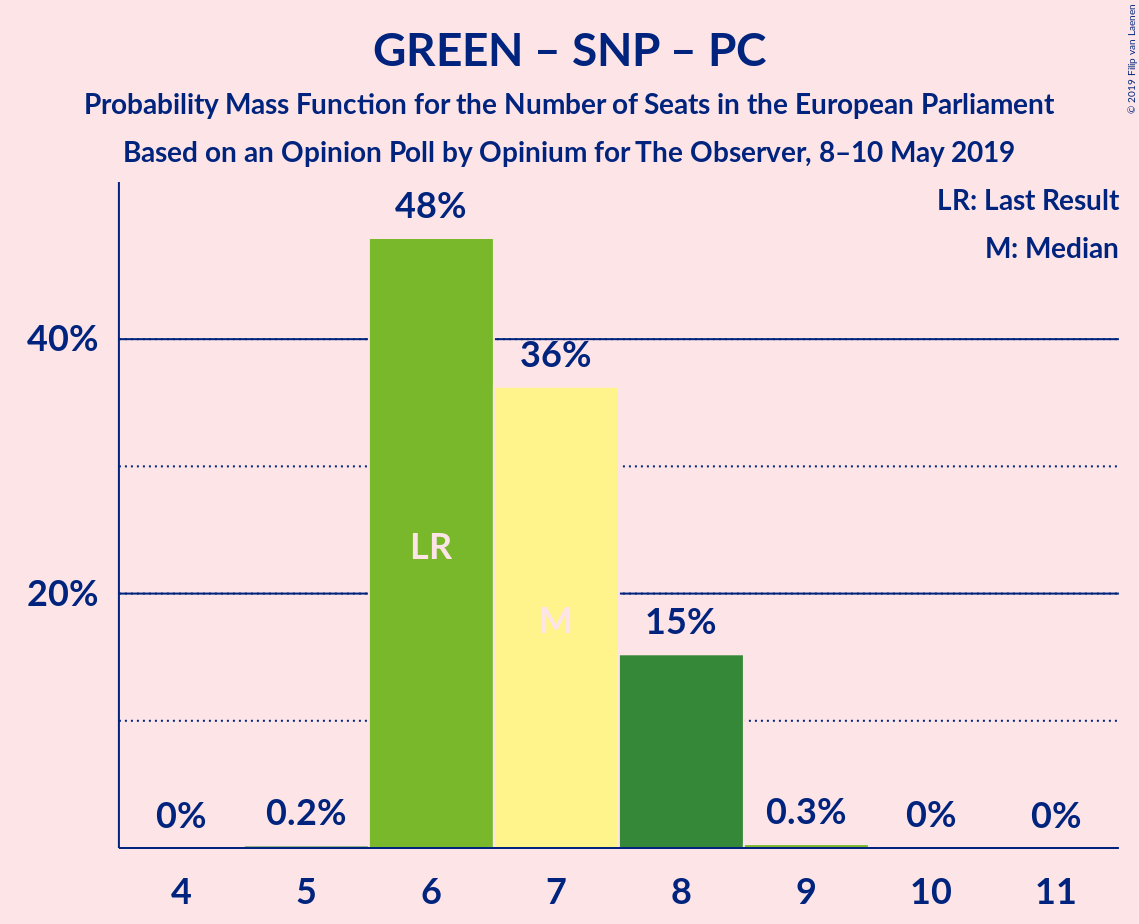 GREEN – SNP – PC
Probability Mass Function for the Number of Seats in the European Parliament
Based on an Opinion Poll by Opinium for The Observer, 8–10 May 2019
© 2019 Filip van Laenen
LR: Last Result
M: Median
48%
40%
36%
LR
20%
M
15%
0%
0.2%
0.3%
0%
0%
4
5
6
7
8
9
10
11